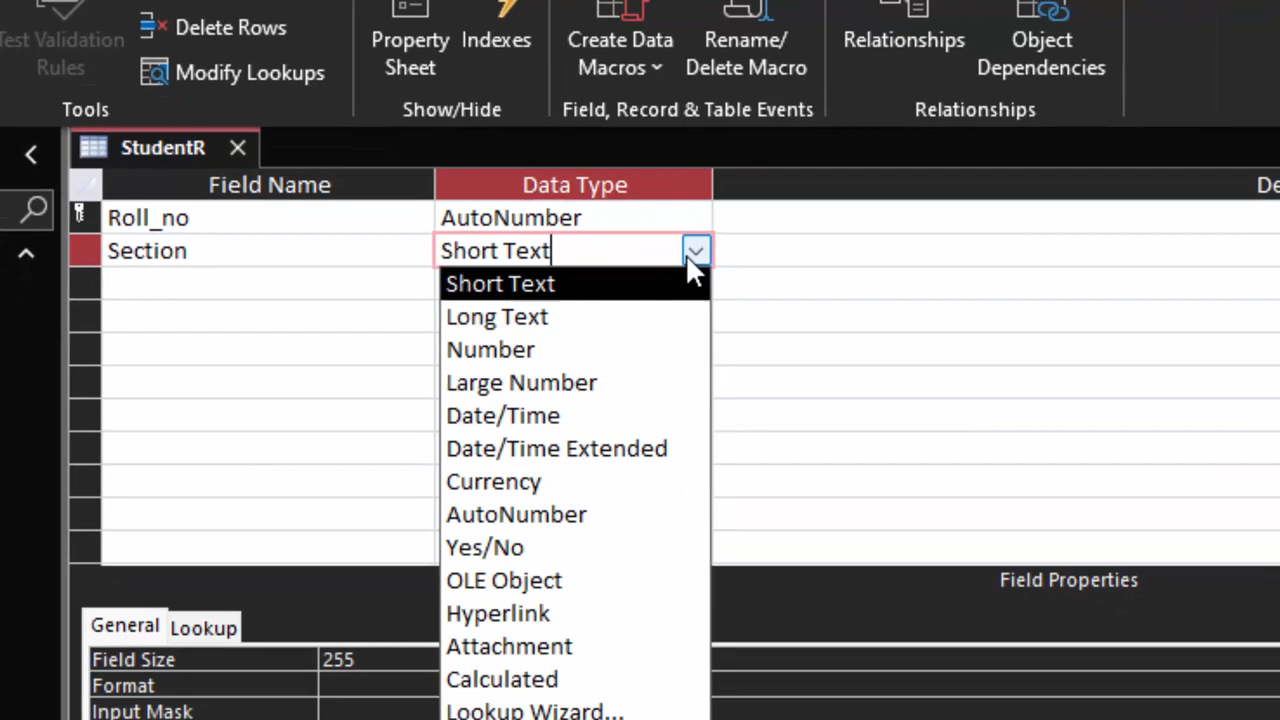 Test Validation
Rules
Delete Rows
Modify Lookups
Property
Sheet
Indexes
Create Data
Macros
Rename/
Delete Macro
Relationships
Object
Dependencies
Tools
Show/Hide
Field, Record & Table Events
Relationships
StudentR
Field Name
Data Type
De
Roll_no
AutoNumber
Section
Short Text
Short Text
Long Text
Number
Large Number
Date/Time
Date/Time Extended
Currency
AutoNumber
Yes/No
OLE Object
Hyperlink
Attachment
Calculated
Lookup Wizard...
Field Properties
General
Lookup
Field Size
255
Format
Input Mask